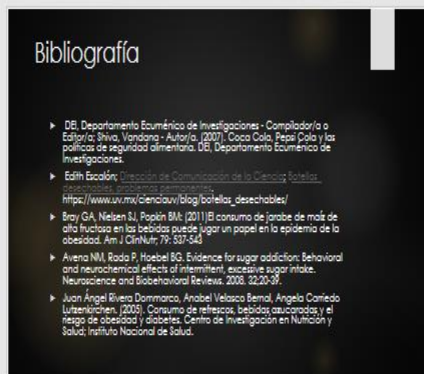 Bibliografía
DEI, Departamento Ecuménico de Investigaciones - Compilador/a o
Editor/a; Shiva, Vandana - Autor/a. (2007). Coca Cola, Pepsi Cola y las
políticas de seguridad alimentaria. DEI, Departamento Ecuménico de
Investigaciones.
Edith Escalón; Dirección de Comunicación de la Ciencia; Botellas
desechables, problemas permanentes.
https://www.uv.mx/cienciauv/blog/botellas_desechables/
Bray GA, Nielsen SJ, Popkin BM: (2011)El consumo de jarabe de maís de
alta fructosa en las bebidas puede jugar un papel en la epidemia de la
obesidad. Am J ClinNutr; 79: 537-543
Avena NM, Rada P, Hoebel BG. Evidence for sugar addiction: Behavioral
and neurochemical effects of intermittent, excessive sugar intake.
Neuroscience and Biobehavioral Reviews. 2008. 32;20-39.
Juan Ángel Rivera Dommarco, Anabel Velasco Bernal, Angela Carriedo
Lutzenkirchen. (2005). Consumo de refrescos, bebidas azucaradas y el
riesgo de obesidad y diabetes. Centro de Investigación en Nutrición y
Salud; Instituto Nacional de Salud.